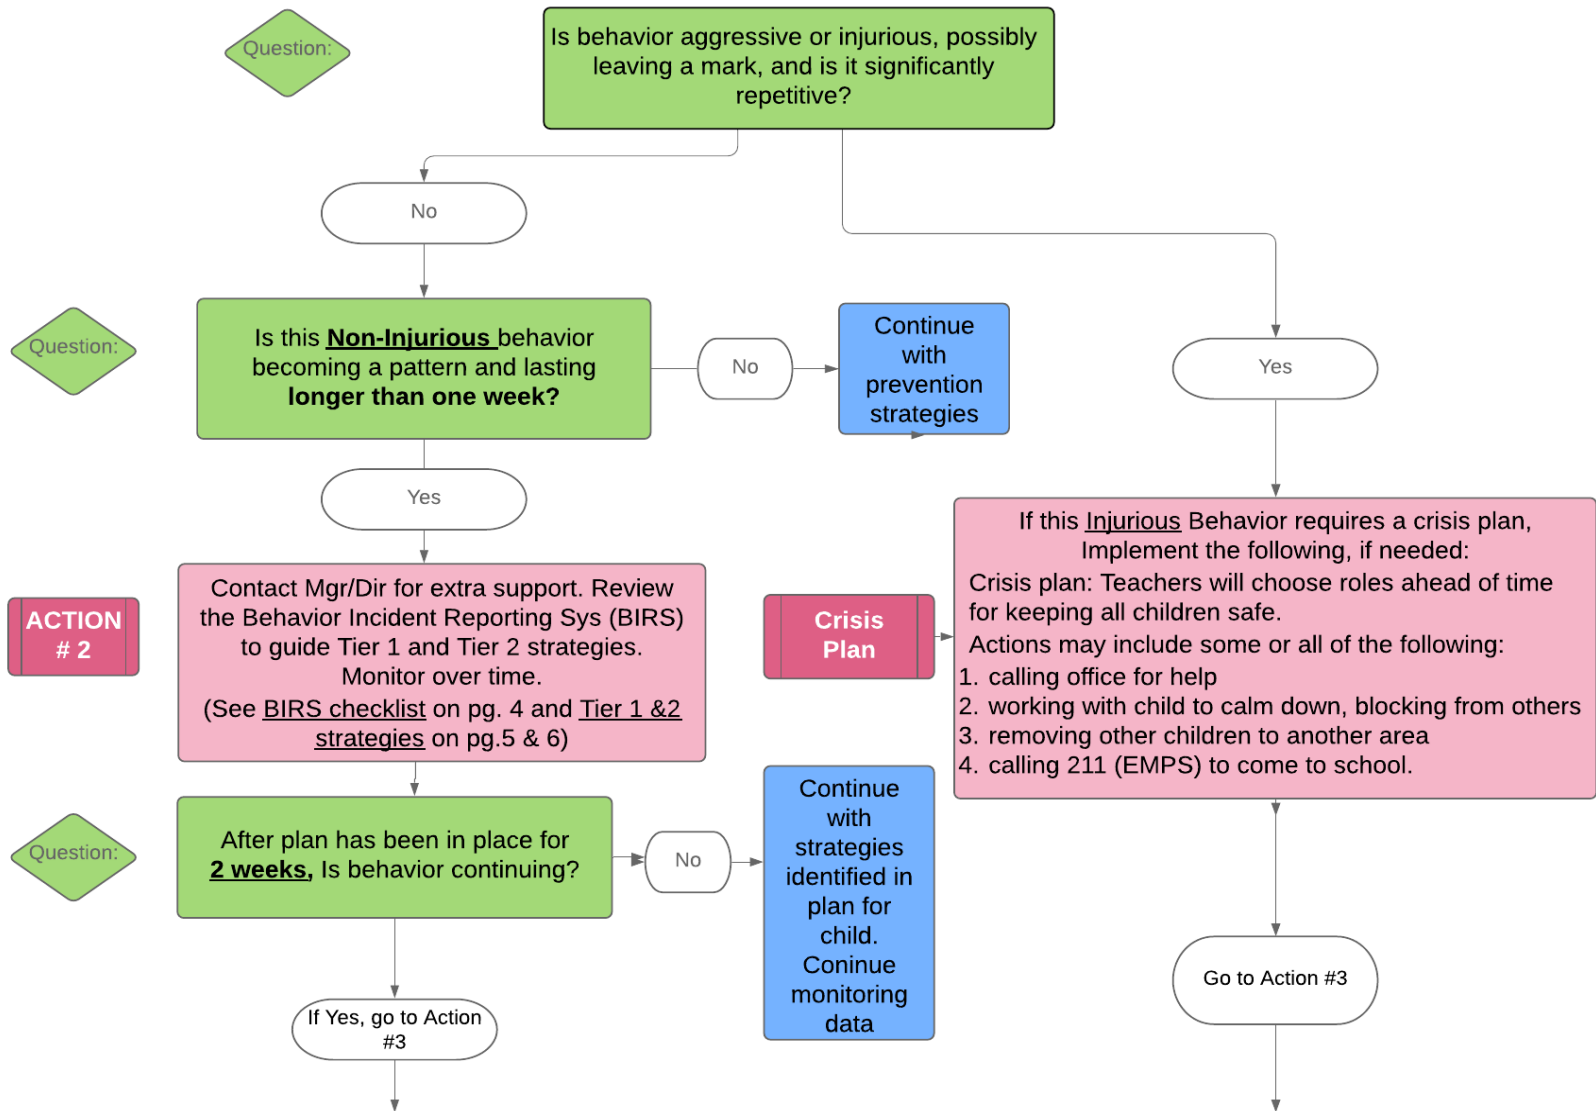 Question:
Is behavior aggressive or injurious, possibly
leaving a mark, and is it significantly
repetitive?
No
Question:
Is this Non-Injurious behavior
becoming a pattern and lasting
longer than one week?
No
Continue
with
prevention
strategies
Yes
Yes
ACTION
# 2
Contact Mgr/Dir for extra support. Review
the Behavior Incident Reporting Sys (BIRS)
to guide Tier 1 and Tier 2 strategies.
Monitor over time.
(See BIRS checklist on pg. 4 and Tier 1 &2
strategies on pg.5 & 6)
Crisis
Plan
If this Injurious Behavior requires a crisis plan,
Implement the following, if needed:
Crisis plan: Teachers will choose roles ahead of time
for keeping all children safe.
Actions may include some or all of the following:
1. calling office for help
2. working with child to calm down, blocking from others
3. removing other children to another area
4. calling 211 (EMPS) to come to school.
Question:
After plan has been in place for
2 weeks, Is behavior continuing?
No
Continue
with
strategies
identified in
plan for
child.
Coninue
monitoring
data
If Yes, go to Action
#3
Go to Action #3